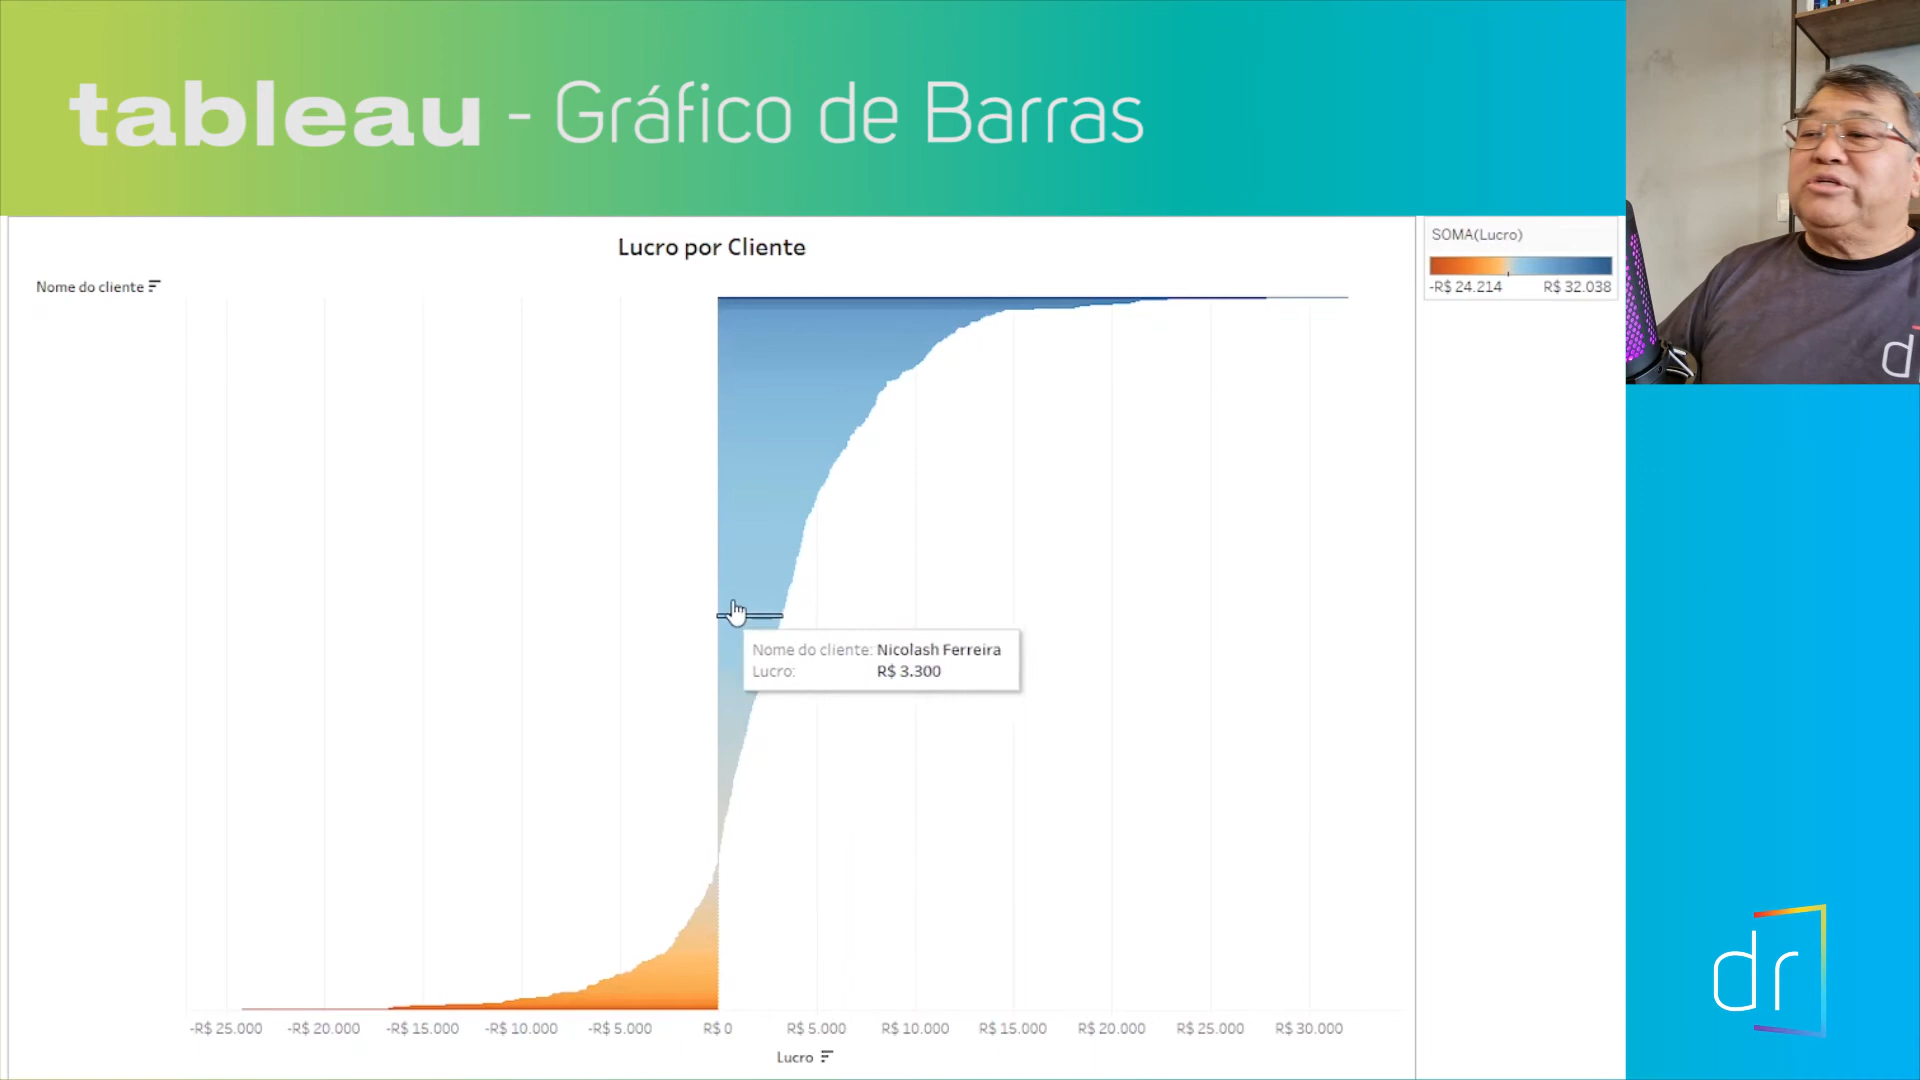 tableau - Gráfico de Barras
Lucro por Cliente
SOMA(Lucro)
-R$ 24.214 R$ 32.038
Nome do cliente
Nome do cliente: Nicolash Ferreira
Lucro: R$ 3.300
-R$ 25.000 -R$ 20.000 -R$ 15.000 -R$ 10.000 -R$ 5.000 R$ 0 R$ 5.000 R$ 10.000 R$ 15.000 R$ 20.000 R$ 25.000 R$ 30.000
Lucro
d
dr